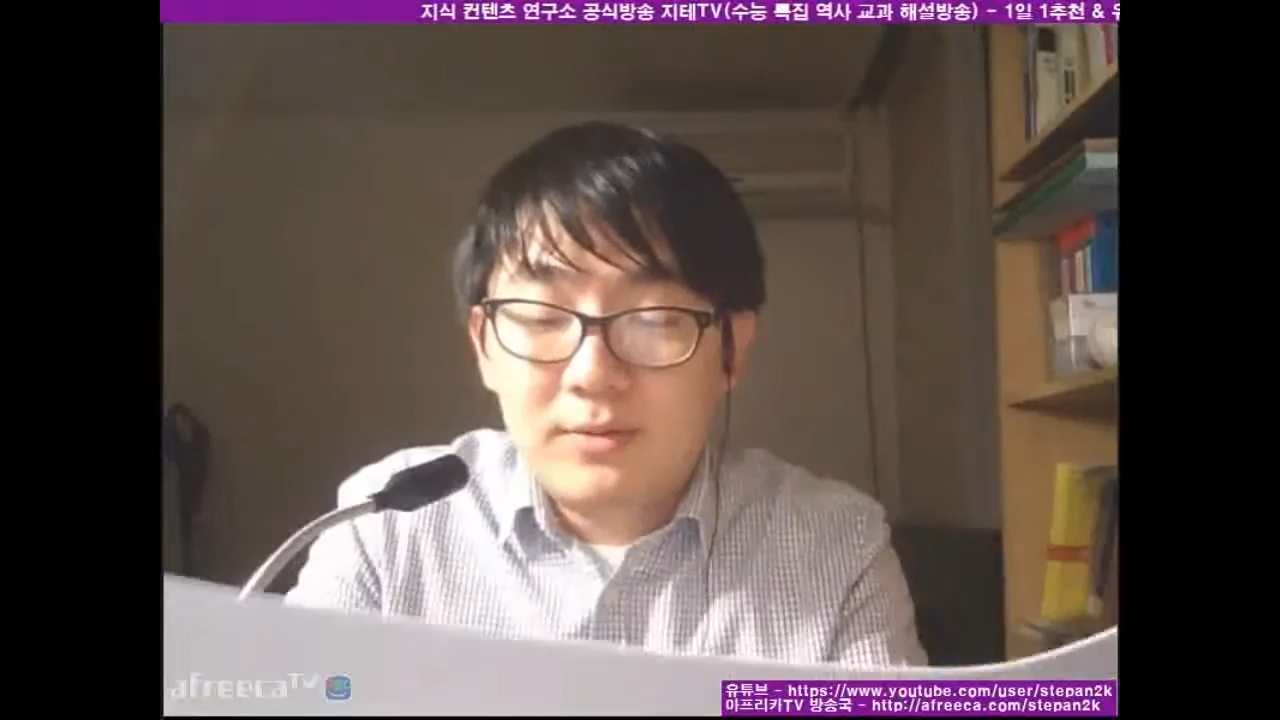 지식 컨텐츠 연구소 공식방송 지테TV(수능 특집 역사 교과 해설방송) - 1일 1추천 &
afreecaTV
유튜브 - https://www.youtube.com/user/stepan2k
아프리카TV 방송국 - http://afreeca.com/stepan2k